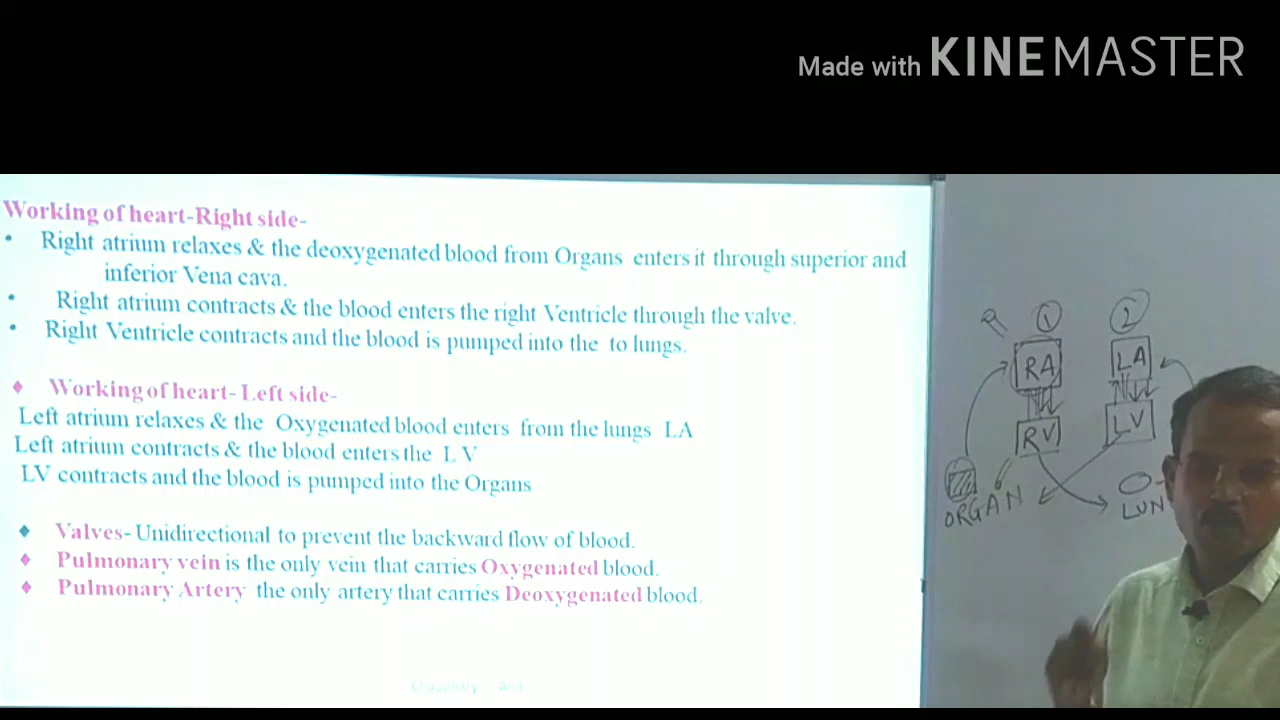 Made with KINEMASTER
Working of heart-Right side-
• Right atrium relaxes & the deoxygenated blood from Organs enters it through superior and
inferior Vena cava.
• Right atrium contracts & the blood enters the right Ventricle through the valve.
• Right Ventricle contracts and the blood is pumped into the to lungs.
♦ Working of heart- Left side-
Left atrium relaxes & the Oxygenated blood enters from the lungs LA
Left atrium contracts & the blood enters the L V
LV contracts and the blood is pumped into the Organs
♦ Valves- Unidirectional to prevent the backward flow of blood.
♦ Pulmonary vein is the only vein that carries Oxygenated blood.
♦ Pulmonary Artery the only artery that carries Deoxygenated blood.
1 2
RA LA
RV LV
ORGAN LUN